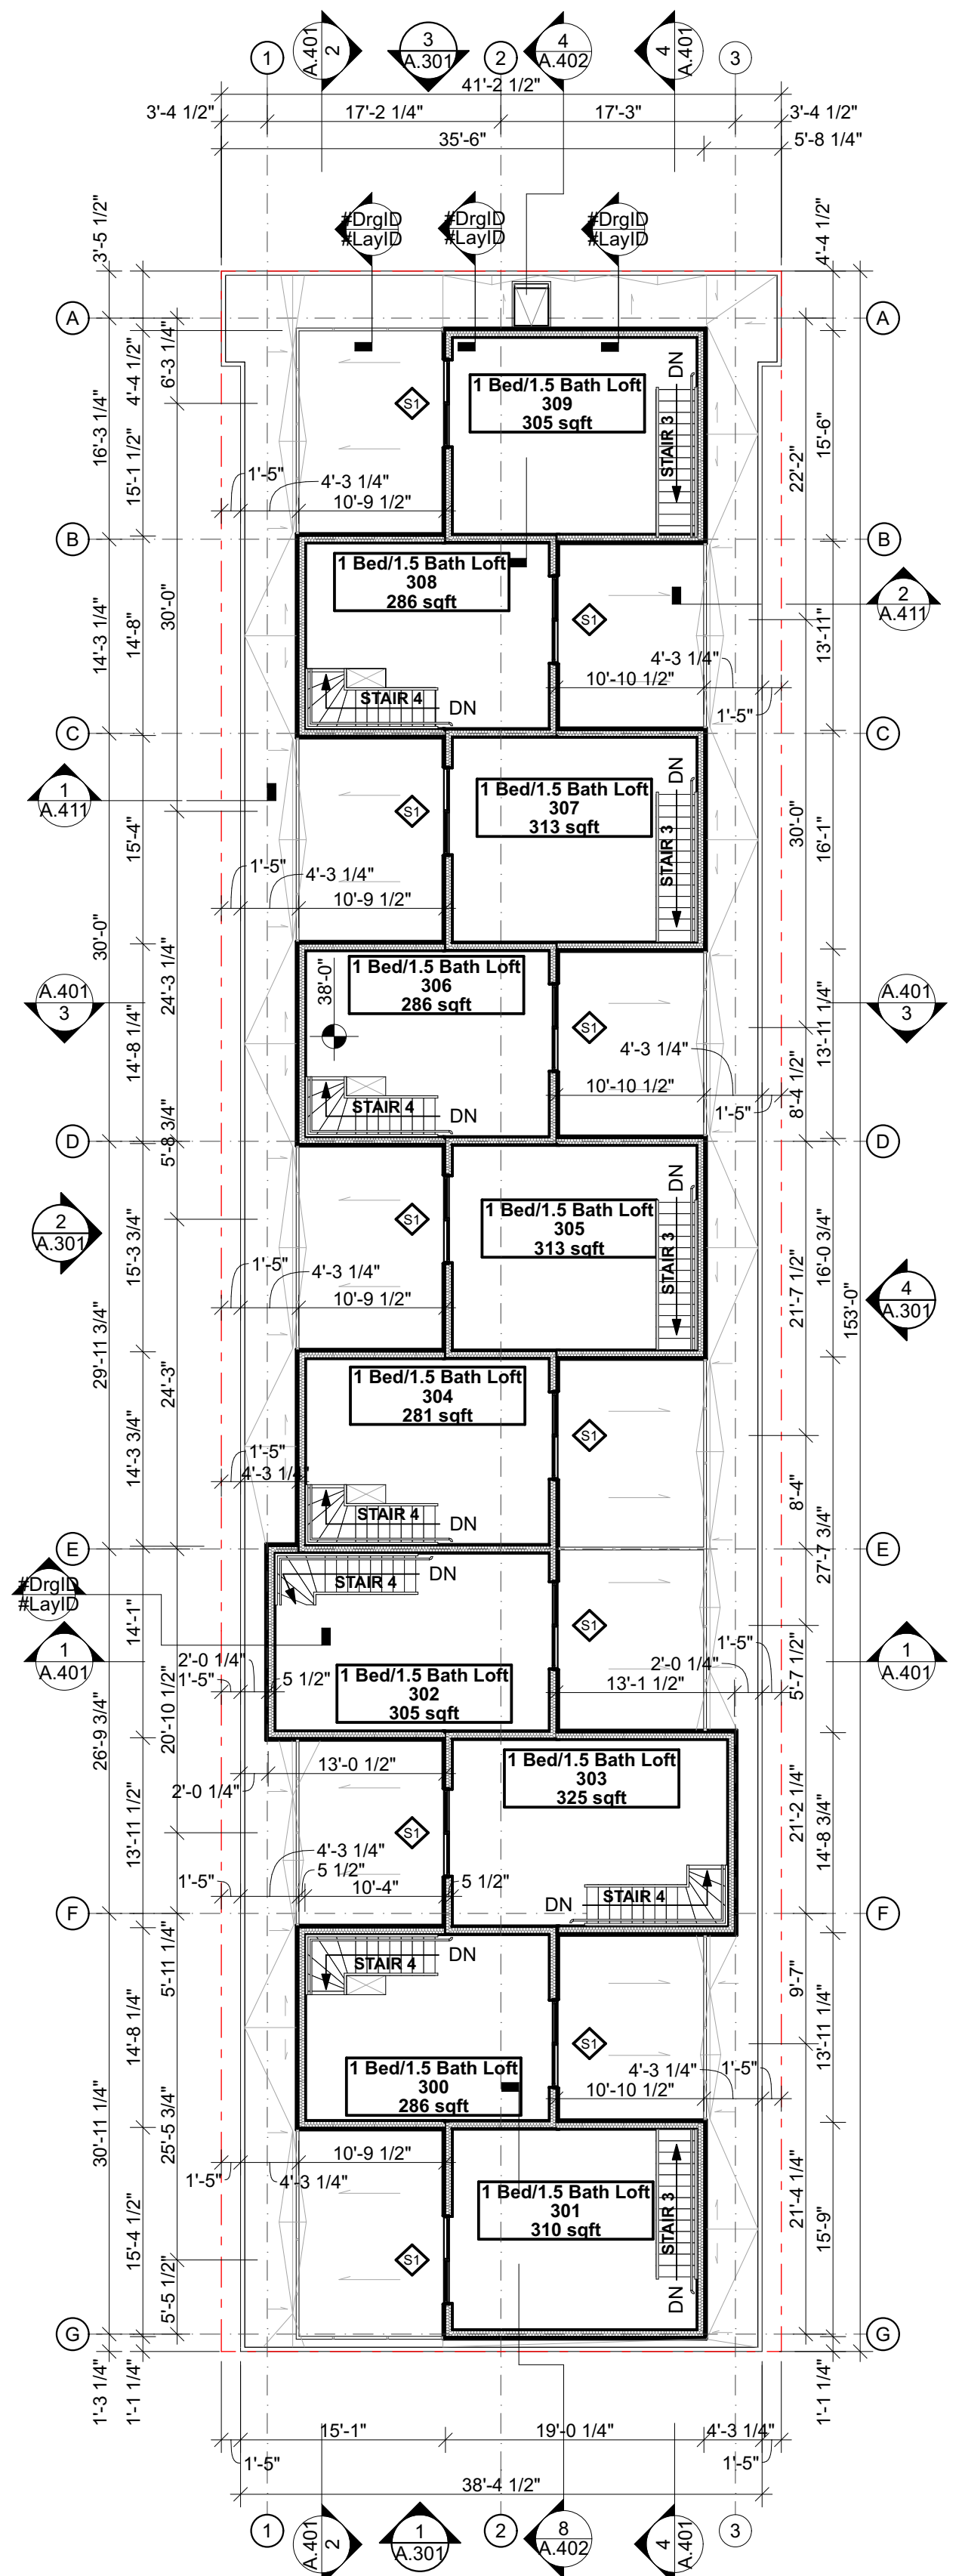 A.401
2
3
A.301
4
A.402
4
A.401
1
2
3
41'-2 1/2"
3'-4 1/2"
17'-2 1/4"
17'-3"
3'-4 1/2"
35'-6"
5'-8 1/4"
3'-5 1/2"
4'-4 1/2"
#DrgID
#LayID
#DrgID
#LayID
#DrgID
#LayID
A
A
16'-3 1/4"
4'-4 1/2"
15'-1 1/2"
6'-3 1/4"
S1
1 Bed/1.5 Bath Loft
309
305 sqft
DN
STAIR 3
22'-2"
15'-6"
1'-5"
4'-3 1/4"
10'-9 1/2"
B
B
14'-3 1/4"
14'-8"
30'-0"
1 Bed/1.5 Bath Loft
308
286 sqft
S1
2
A.411
13'-11"
4'-3 1/4"
10'-10 1/2"
1'-5"
STAIR 4
DN
C
C
1
A.411
15'-4"
S1
1 Bed/1.5 Bath Loft
307
313 sqft
DN
STAIR 3
30'-0"
16'-1"
1'-5"
4'-3 1/4"
10'-9 1/2"
30'-0"
24'-3 1/4"
A.401
3
38'-0"
1 Bed/1.5 Bath Loft
306
286 sqft
S1
A.401
3
14'-8 1/4"
13'-11 1/4"
4'-3 1/4"
10'-10 1/2"
1'-5"
8'-4 1/2"
STAIR 4
DN
5'-8 3/4"
D
D
2
A.301
15'-3 3/4"
S1
1 Bed/1.5 Bath Loft
305
313 sqft
DN
STAIR 3
16'-0 3/4"
21'-7 1/2"
153'-0"
4
A.301
1'-5"
4'-3 1/4"
10'-9 1/2"
29'-11 3/4"
24'-3"
14'-3 3/4"
1 Bed/1.5 Bath Loft
304
281 sqft
S1
1'-5"
4'-3 1/4"
8'-4"
STAIR 4
DN
E
E
27'-7 3/4"
#DrgID
#LayID
14'-1"
STAIR 4
DN
S1
1
A.401
1
A.401
2'-0 1/4"
1'-5"
5 1/2"
1 Bed/1.5 Bath Loft
302
305 sqft
1'-5"
2'-0 1/4"
13'-1 1/2"
5'-7 1/2"
26'-9 3/4"
20'-10 1/2"
13'-0 1/2"
2'-0 1/4"
1 Bed/1.5 Bath Loft
303
325 sqft
S1
13'-11 1/2"
21'-2 1/4"
14'-8 3/4"
4'-3 1/4"
5 1/2"
1'-5"
10'-4"
5 1/2"
DN
STAIR 4
F
F
5'-11 1/4"
14'-8 1/4"
STAIR 4
DN
9'-7"
13'-11 1/4"
S1
1 Bed/1.5 Bath Loft
300
286 sqft
4'-3 1/4"
1'-5"
10'-10 1/2"
30'-11 1/4"
25'-5 3/4"
10'-9 1/2"
1'-5"
4'-3 1/4"
15'-4 1/2"
1 Bed/1.5 Bath Loft
301
310 sqft
STAIR 3
DN
S1
21'-4 1/4"
15'-9"
5'-5 1/2"
G
G
1'-3 1/4"
1'-1 1/4"
1'-1 1/4"
15'-1"
19'-0 1/4"
4'-3 1/4"
1'-5"
1'-5"
38'-4 1/2"
1
2
3
A.401
2
1
A.301
8
A.402
4
A.401